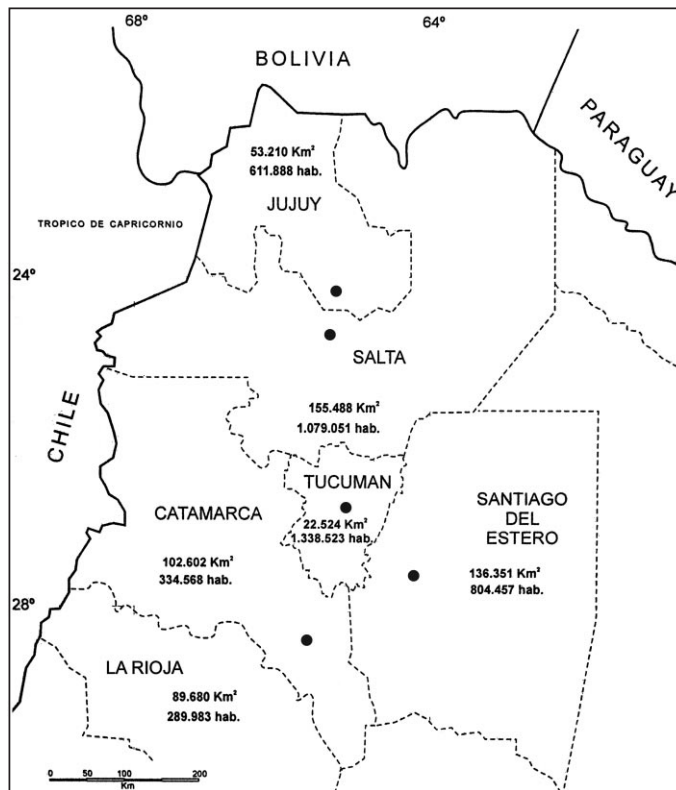 68º
64º
BOLIVIA
PARAGUAY
53.210 Km²
611.888 hab.
JUJUY
TROPICO DE CAPRICORNIO
24º
SALTA
CHILE
155.488 Km²
1.079.051 hab.
TUCUMAN
22.524 Km²
1.338.523 hab.
CATAMARCA
102.602 Km²
334.568 hab.
SANTIAGO
DEL
ESTERO
136.351 Km²
804.457 hab.
28º
LA RIOJA
89.680 Km²
289.983 hab.
0 50 100 200
Km